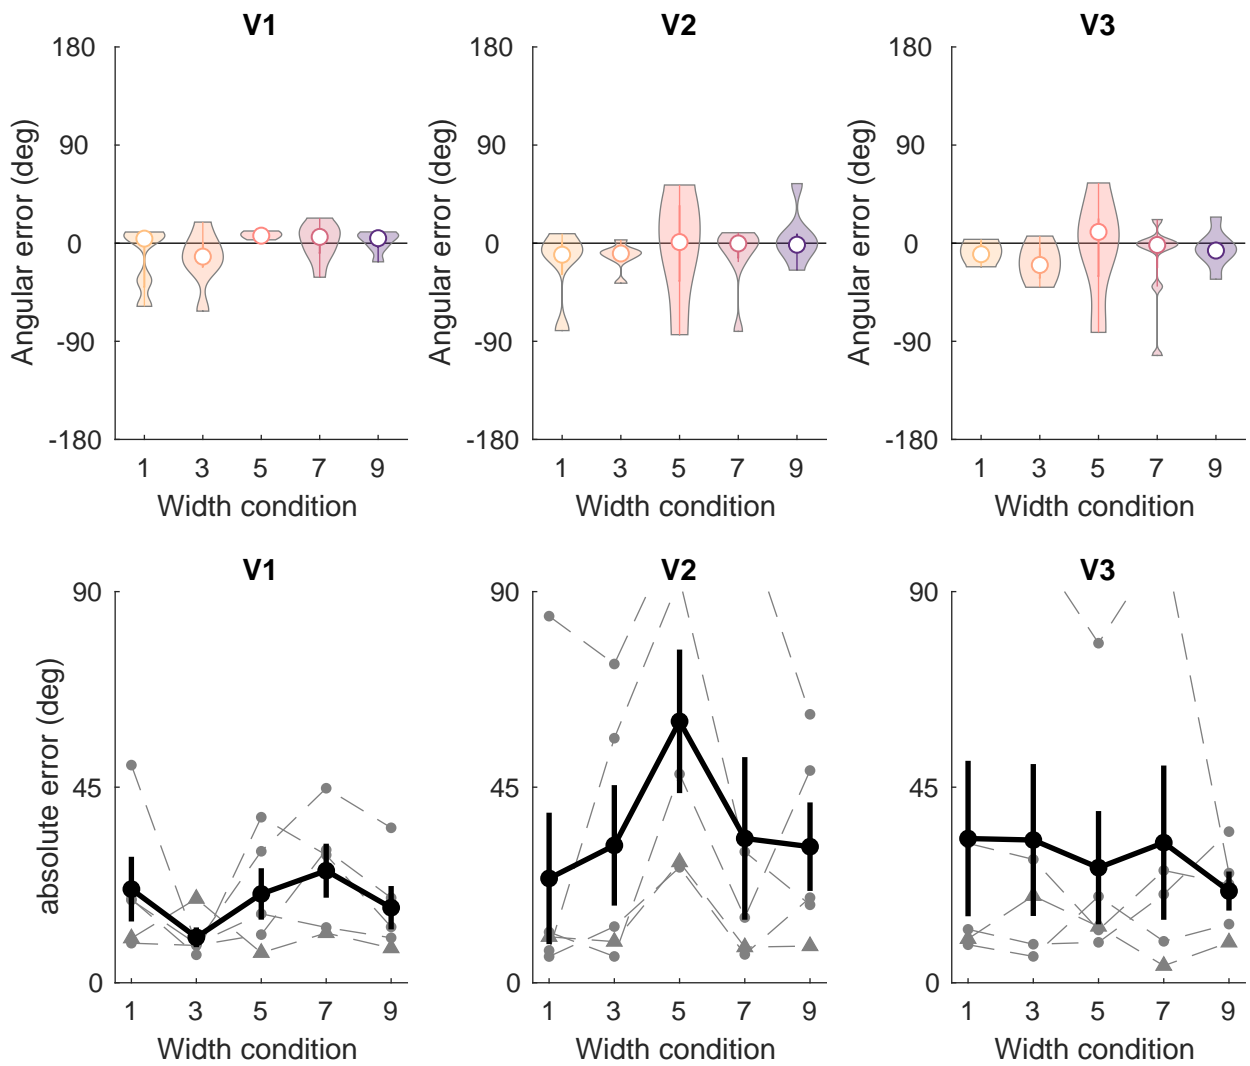 V1
V2
V3
180
90
0
-90
-180
Angular error (deg)
1 3 5 7 9
Width condition
180
90
0
-90
-180
Angular error (deg)
1 3 5 7 9
Width condition
180
90
0
-90
-180
Angular error (deg)
1 3 5 7 9
Width condition
V1
V2
V3
90
45
0
absolute error (deg)
1 3 5 7 9
Width condition
90
45
0
1 3 5 7 9
Width condition
90
45
0
1 3 5 7 9
Width condition